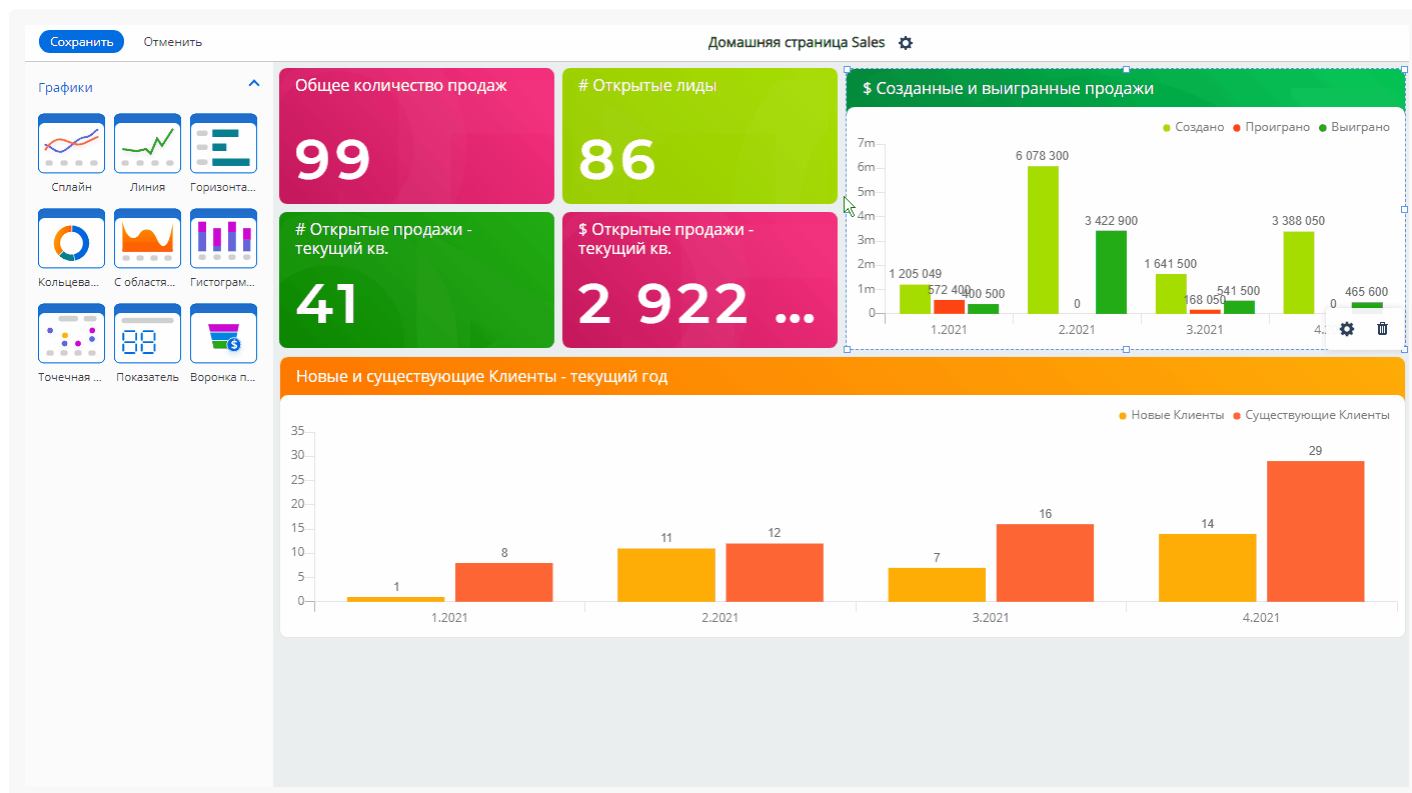 Сохранить Отменить Домашняя страница Sales
Графики
Сплайн Линия Горизонта...
Кольцева... С областя... Гистограм...
Точечная ... Показатель Воронка п...
Общее количество продаж
99
# Открытые лиды
86
# Открытые продажи -
текущий кв.
41
$ Открытые продажи -
текущий кв.
2 922 ...
$ Созданные и выигранные продажи
Создано Проиграно Выиграно
7m
6m
5m
4m
3m
2m
1m
0
1 205 049 572 400 400 500
6 078 300 0 3 422 900
1 641 500 168 050 541 500
3 388 050 0 465 600
1.2021 2.2021 3.2021 4.
Новые и существующие Клиенты - текущий год
Новые Клиенты Существующие Клиенты
35
30
25
20
15
10
5
0
1 8 11 12 7 16 14 29
1.2021 2.2021 3.2021 4.2021